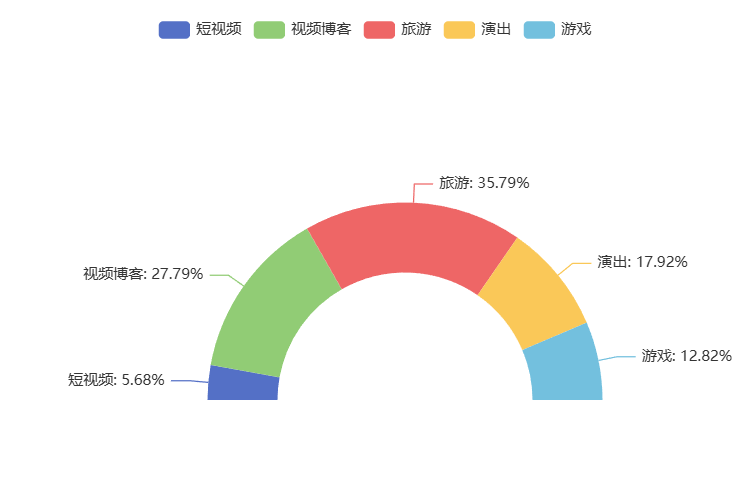 短视频 视频博客 旅游 演出 游戏
旅游: 35.79%
演出: 17.92%
视频博客: 27.79%
游戏: 12.82%
短视频: 5.68%